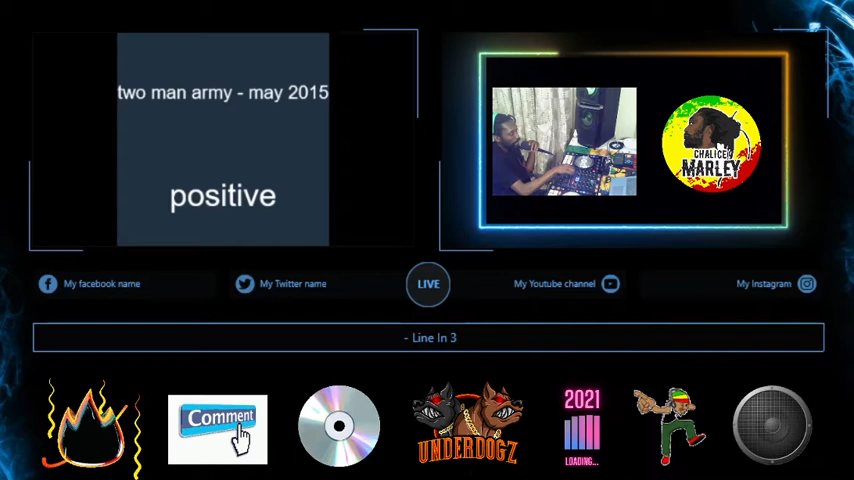 two man army - may 2015
positive
CHALICE
MARLEY
My facebook name
My Twitter name
LIVE
My Youtube channel
My Instagram
- Line In 3
Comment
UNDERDOGZ
2021
LOADING...